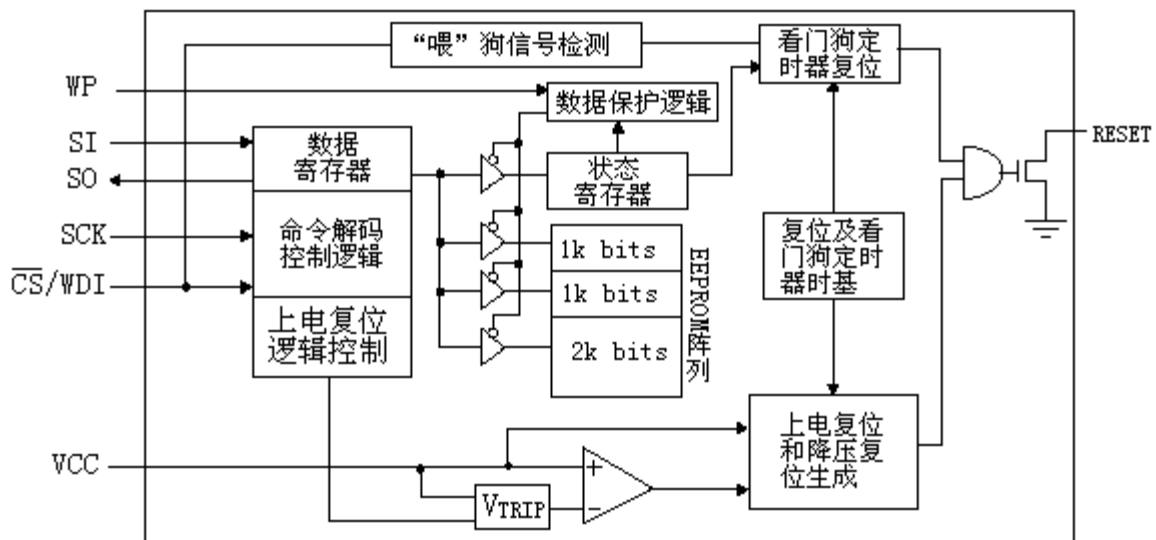 “喂”狗信号检测
看门狗定
时器复位
WP
数据保护逻辑
SI
数据
寄存器
SO
状态
寄存器
RESET
SCK
命令解码
控制逻辑
1k bits
1k bits
2k bits
EEPROM阵列
复位及看
门狗定时
器时基
C̅S̅/WDI
上电复位
逻辑控制
上电复位
和降压复
位生成
VCC
+
−
VTRIP